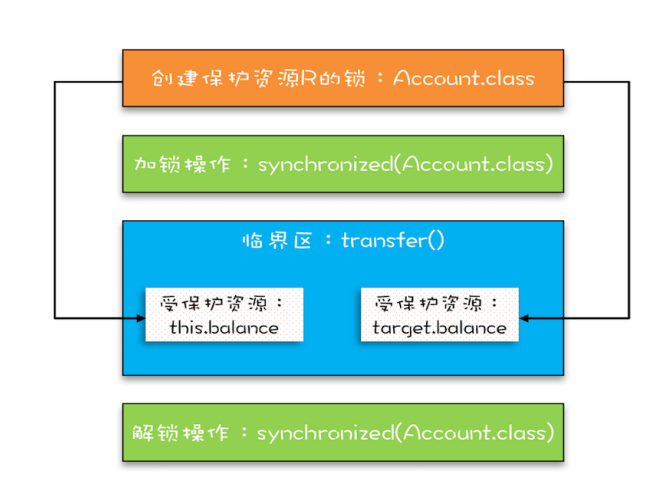 创建保护资源R的锁：Account.class
加锁操作：synchronized(Account.class)
临界区：transfer()
受保护资源：
this.balance
受保护资源：
target.balance
解锁操作：synchronized(Account.class)